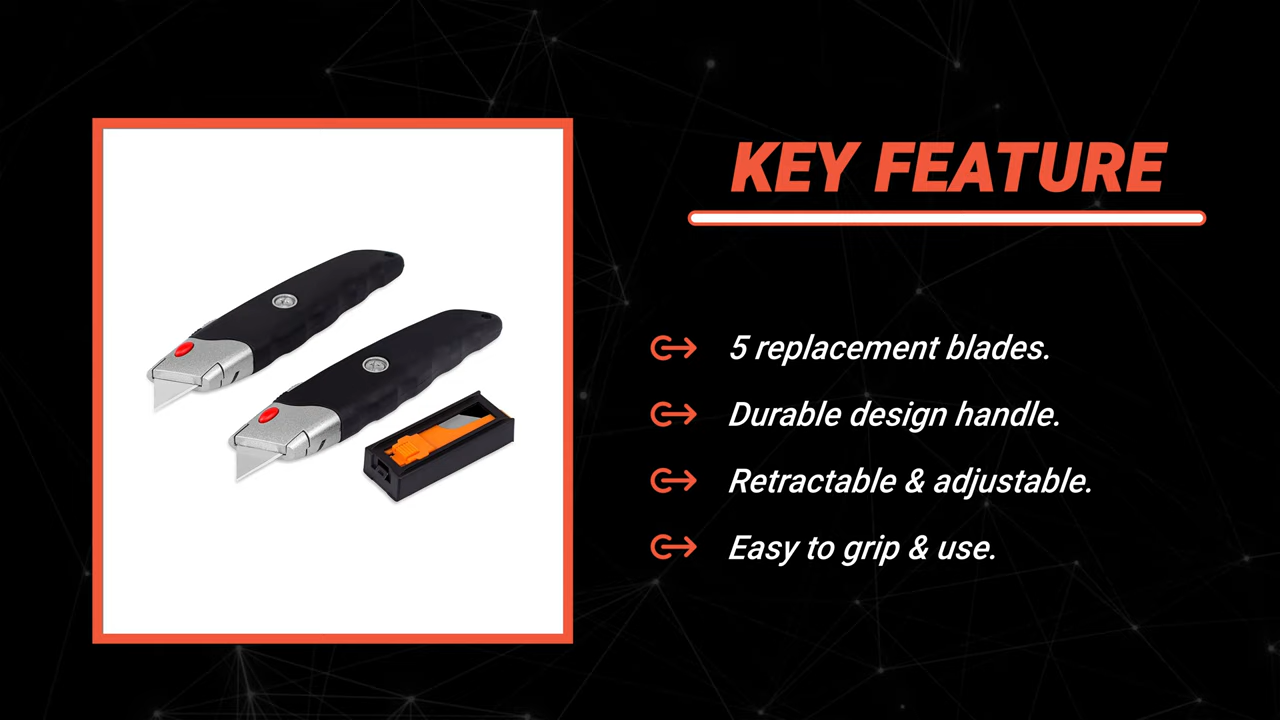 KEY FEATURE
5 replacement blades.
Durable design handle.
Retractable & adjustable.
Easy to grip & use.